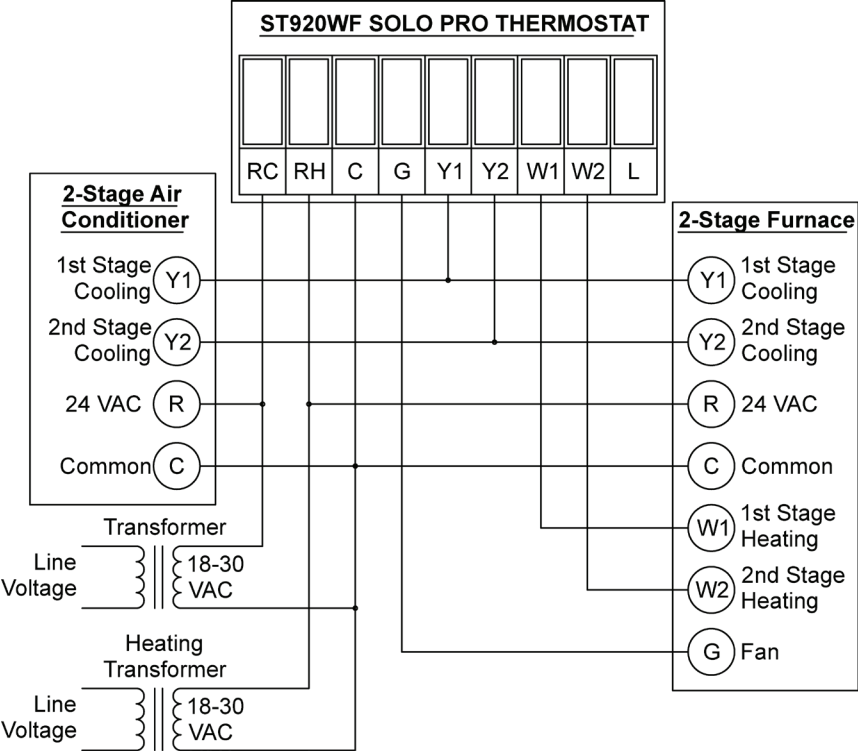 ST920WF SOLO PRO THERMOSTAT
RC RH C G Y1 Y2 W1 W2 L
2-Stage Air
Conditioner
1st Stage
Cooling
Y1
2nd Stage
Cooling
Y2
24 VAC R
Common C
2-Stage Furnace
Y1
1st Stage
Cooling
Y2
2nd Stage
Cooling
R 24 VAC
C Common
W1
1st Stage
Heating
W2
2nd Stage
Heating
G Fan
Transformer
Line
Voltage
18-30
VAC
Heating
Transformer
Line
Voltage
18-30
VAC